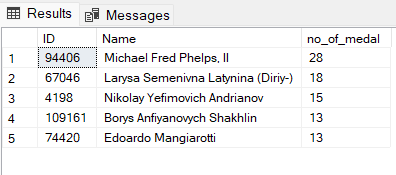 Results Messages
ID Name no_of_medal
1 94406 Michael Fred Phelps, II 28
2 67046 Larysa Semenivna Latynina (Diriy-) 18
3 4198 Nikolay Yefimovich Andrianov 15
4 109161 Borys Anfiyanovych Shakhlin 13
5 74420 Edoardo Mangiarotti 13